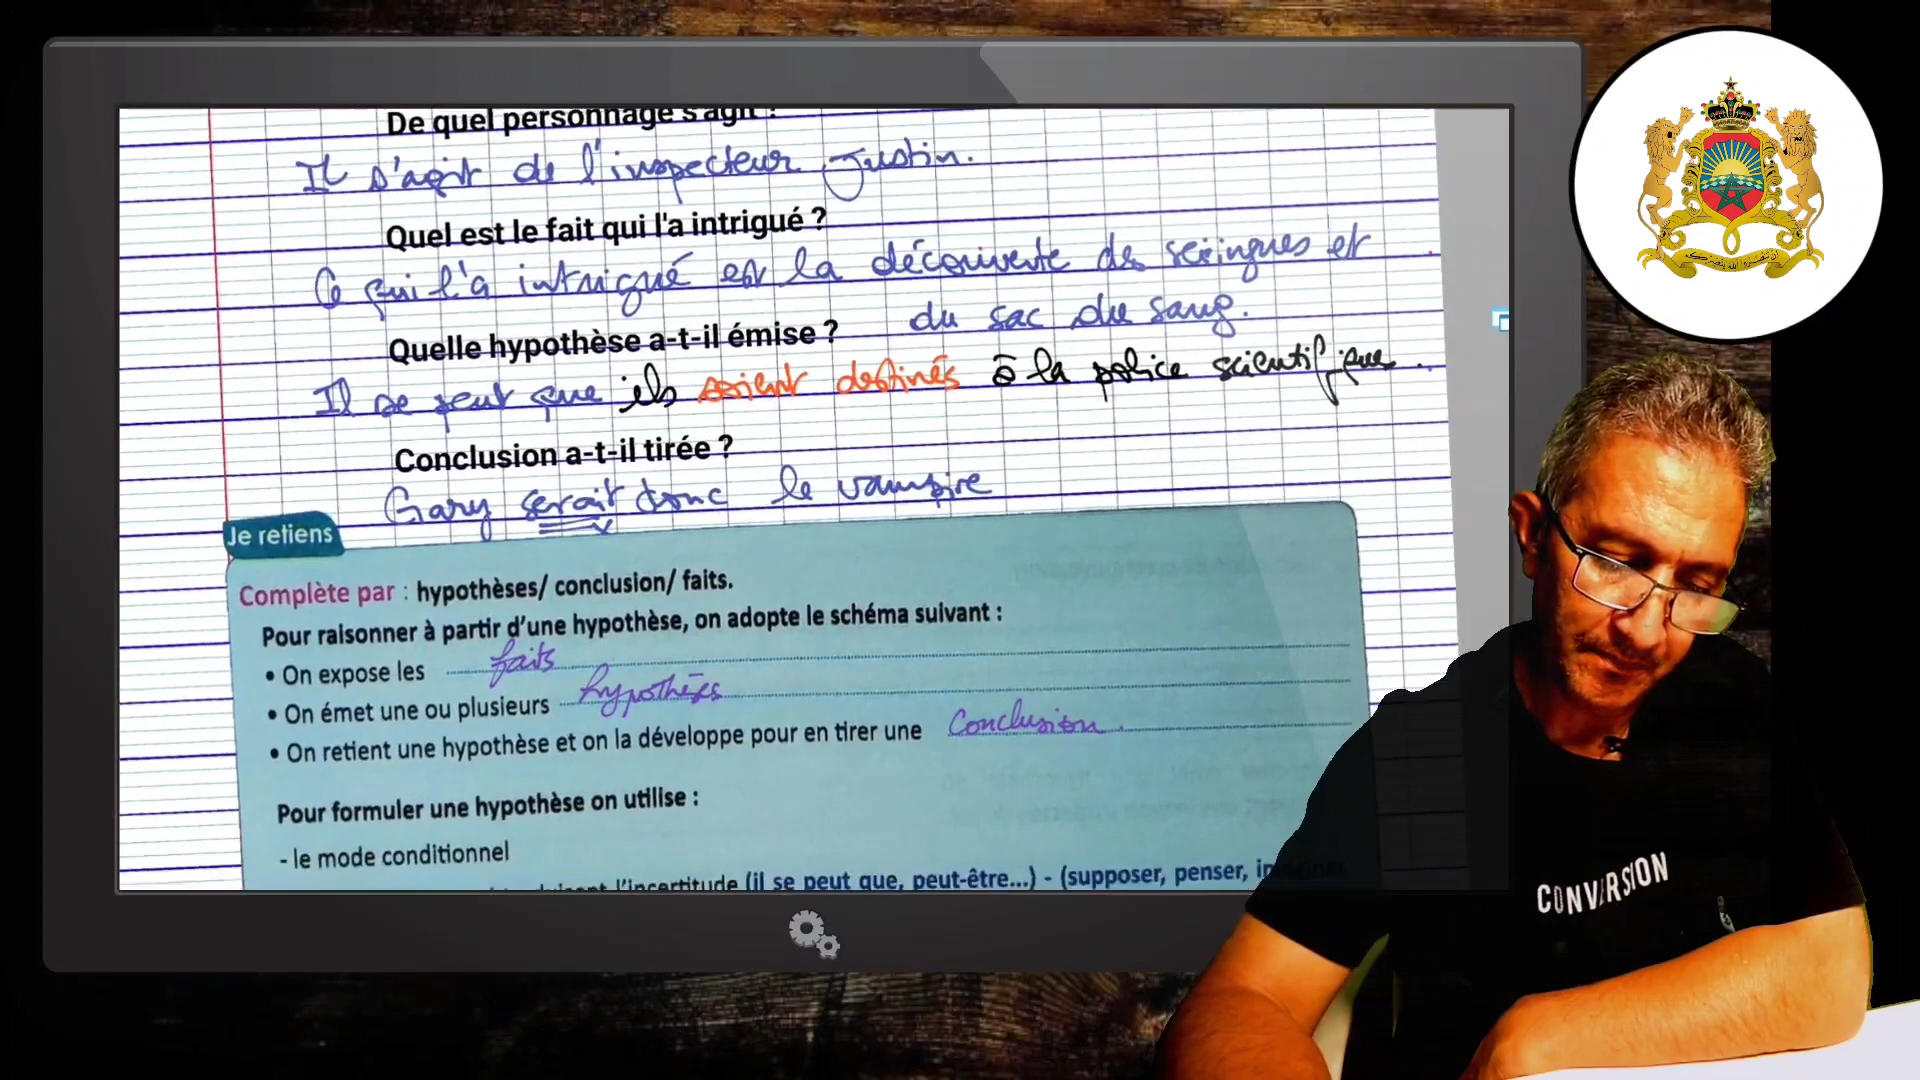 De quel personnage s'agit ?
Il s'agit de l'inspecteur Justin.
Quel est le fait qui l'a intrigué ?
Ce qui l'a intrigué est la découverte des seringues et
du sac du sang.
Quelle hypothèse a-t-il émise ?
Il se peut que ils soient destinés à la police scientifique.
Conclusion a-t-il tirée ?
Gary serait donc le vampire
Je retiens
Complète par : hypothèses/ conclusion/ faits.
Pour raisonner à partir d'une hypothèse, on adopte le schéma suivant :
• On expose les faits
• On émet une ou plusieurs hypothèses
• On retient une hypothèse et on la développe pour en tirer une Conclusion.
Pour formuler une hypothèse on utilise :
- le mode conditionnel
l'incertitude (il se peut que, peut-être...) - (supposer, penser, imaginer
CONVERSION